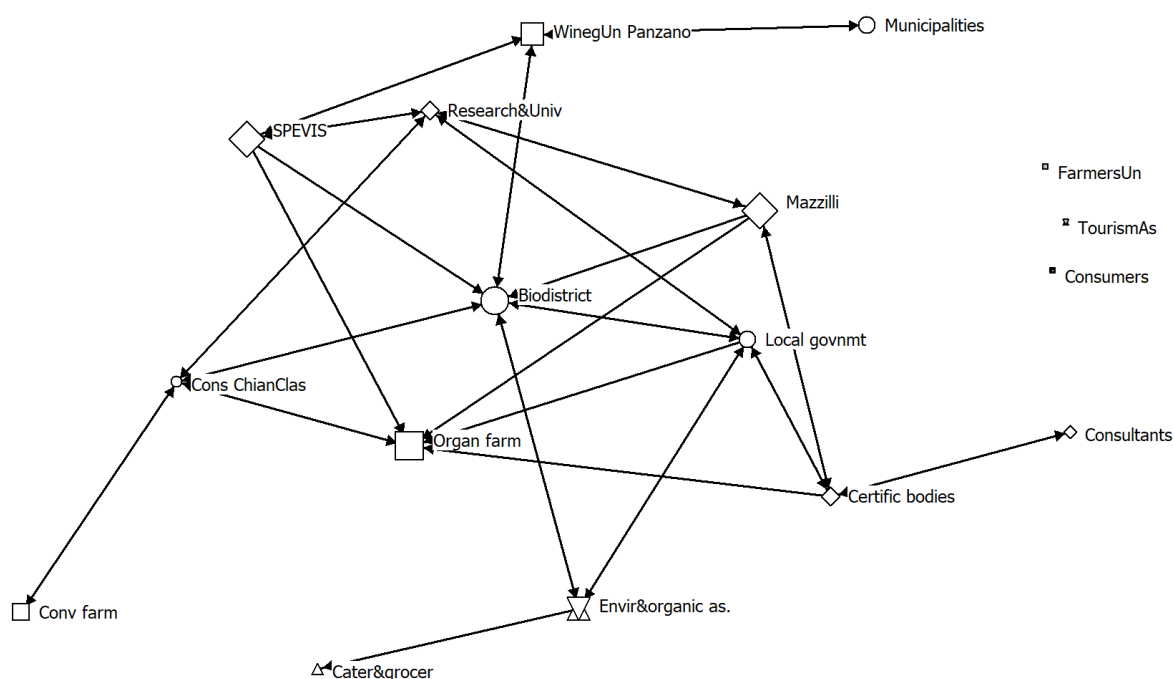 Municipalities
WinegUn Panzano
Research&Univ
SPEVIS
FarmersUn
Mazzilli
TourismAs
Consumers
Biodistrict
Local govnmt
Cons ChianClas
Organ farm
Consultants
Certific bodies
Envir&organic as.
Conv farm
Cater&grocer